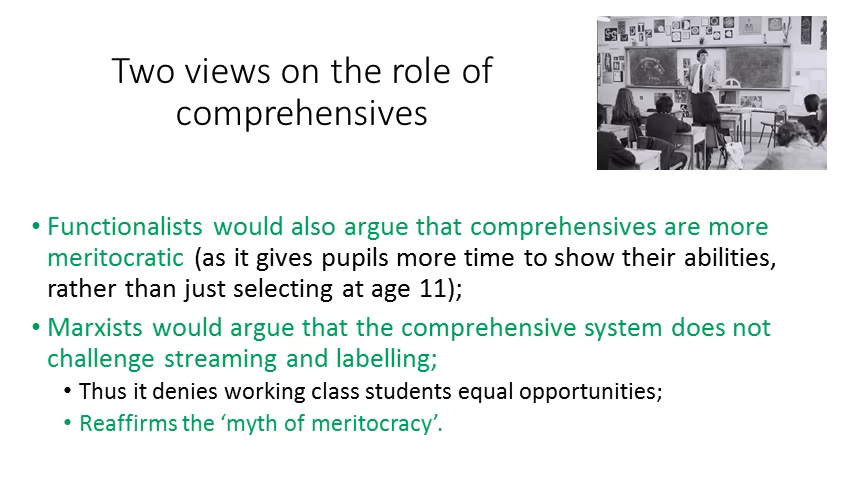 Two views on the role of
comprehensives
• Functionalists would also argue that comprehensives are more
meritocratic (as it gives pupils more time to show their abilities,
rather than just selecting at age 11);
• Marxists would argue that the comprehensive system does not
challenge streaming and labelling;
• Thus it denies working class students equal opportunities;
• Reaffirms the ‘myth of meritocracy’.